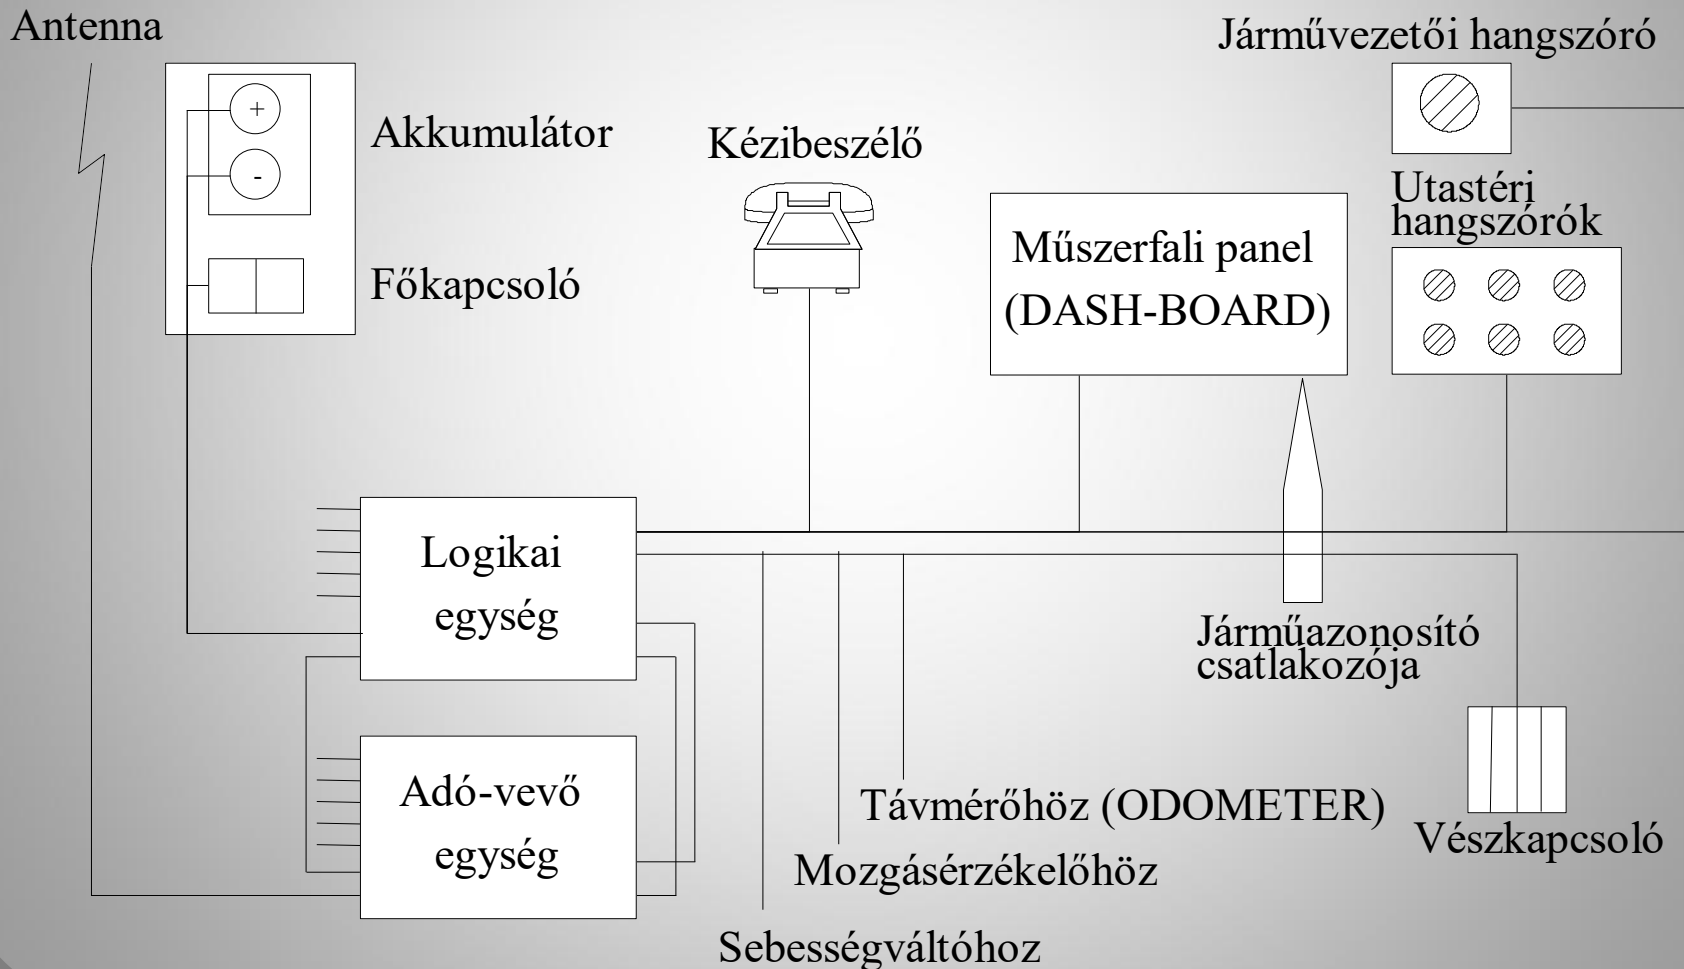 Antenna
Járművezetői hangszóró
+
Akkumulátor
-
Kézibeszélő
Utastéri
hangszórók
Műszerfali panel
(DASH-BOARD)
Főkapcsoló
Logikai
egység
Járműazonosító
csatlakozója
Adó-vevő
egység
Távmérőhöz (ODOMETER)
Vészkapcsoló
Mozgásérzékelőhöz
Sebességváltóhoz